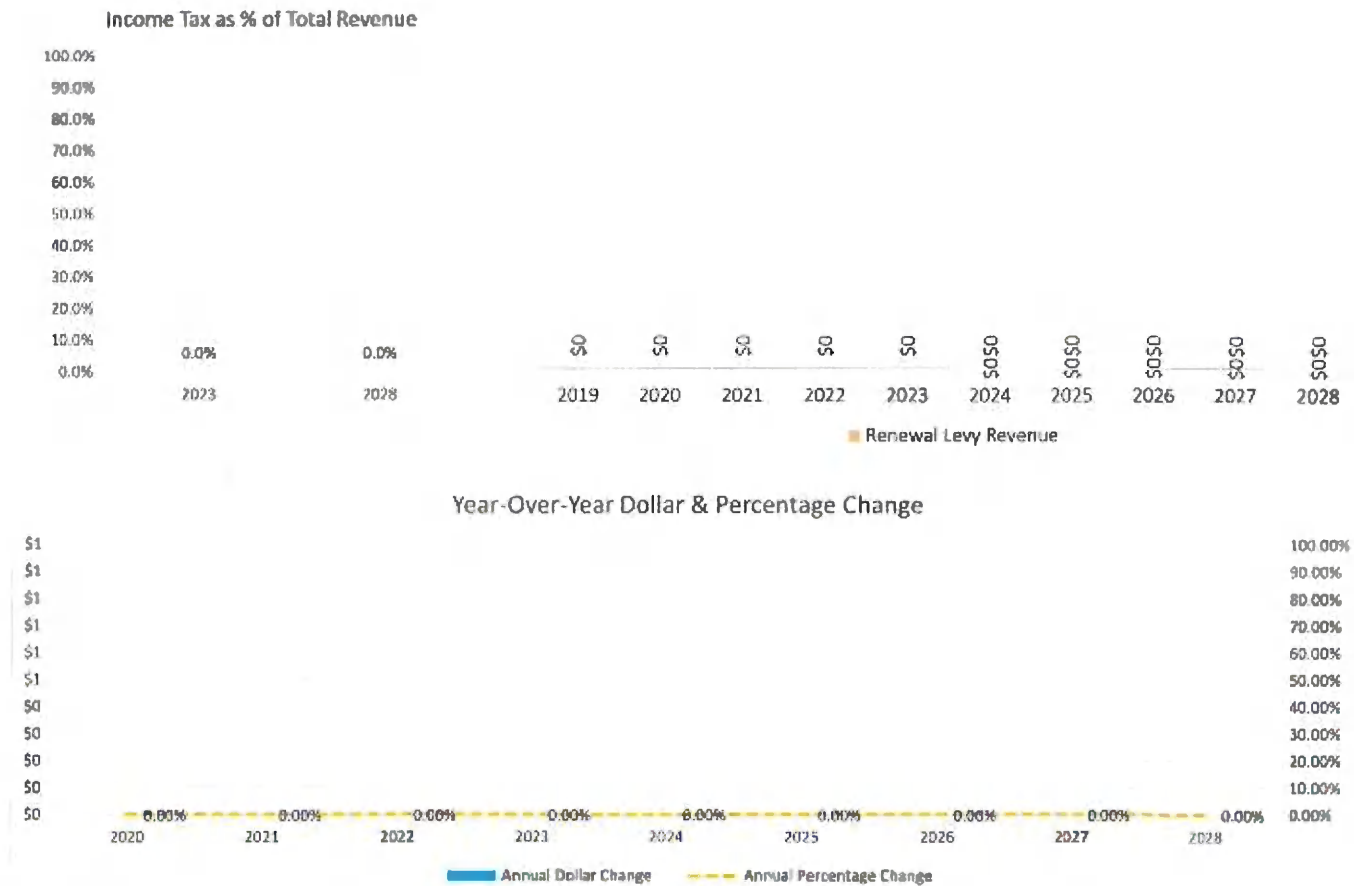 Income Tax as % of Total Revenue
100.0%
90.0%
80.0%
70.0%
60.0%
50.0%
40.0%
30.0%
20.0%
10.0%
0.0%
0.0% 0.0%
2023 2028
$0 $0 $0 $0 $0 $0$0 $0$0 $0$0 $0$0 $0$0
2019 2020 2021 2022 2023 2024 2025 2026 2027 2028
Renewal Levy Revenue
Year-Over-Year Dollar & Percentage Change
$1 100.00%
$1 90.00%
$1 80.00%
$1 70.00%
$1 60.00%
$1 50.00%
$0 40.00%
$0 30.00%
$0 20.00%
$0 10.00%
$0 0.00% 0.00% 0.00% 0.00% 0.00% 0.00% 0.00% 0.00% 0.00% 0.00%
2020 2021 2022 2023 2024 2025 2026 2027 2028
Annual Dollar Change Annual Percentage Change